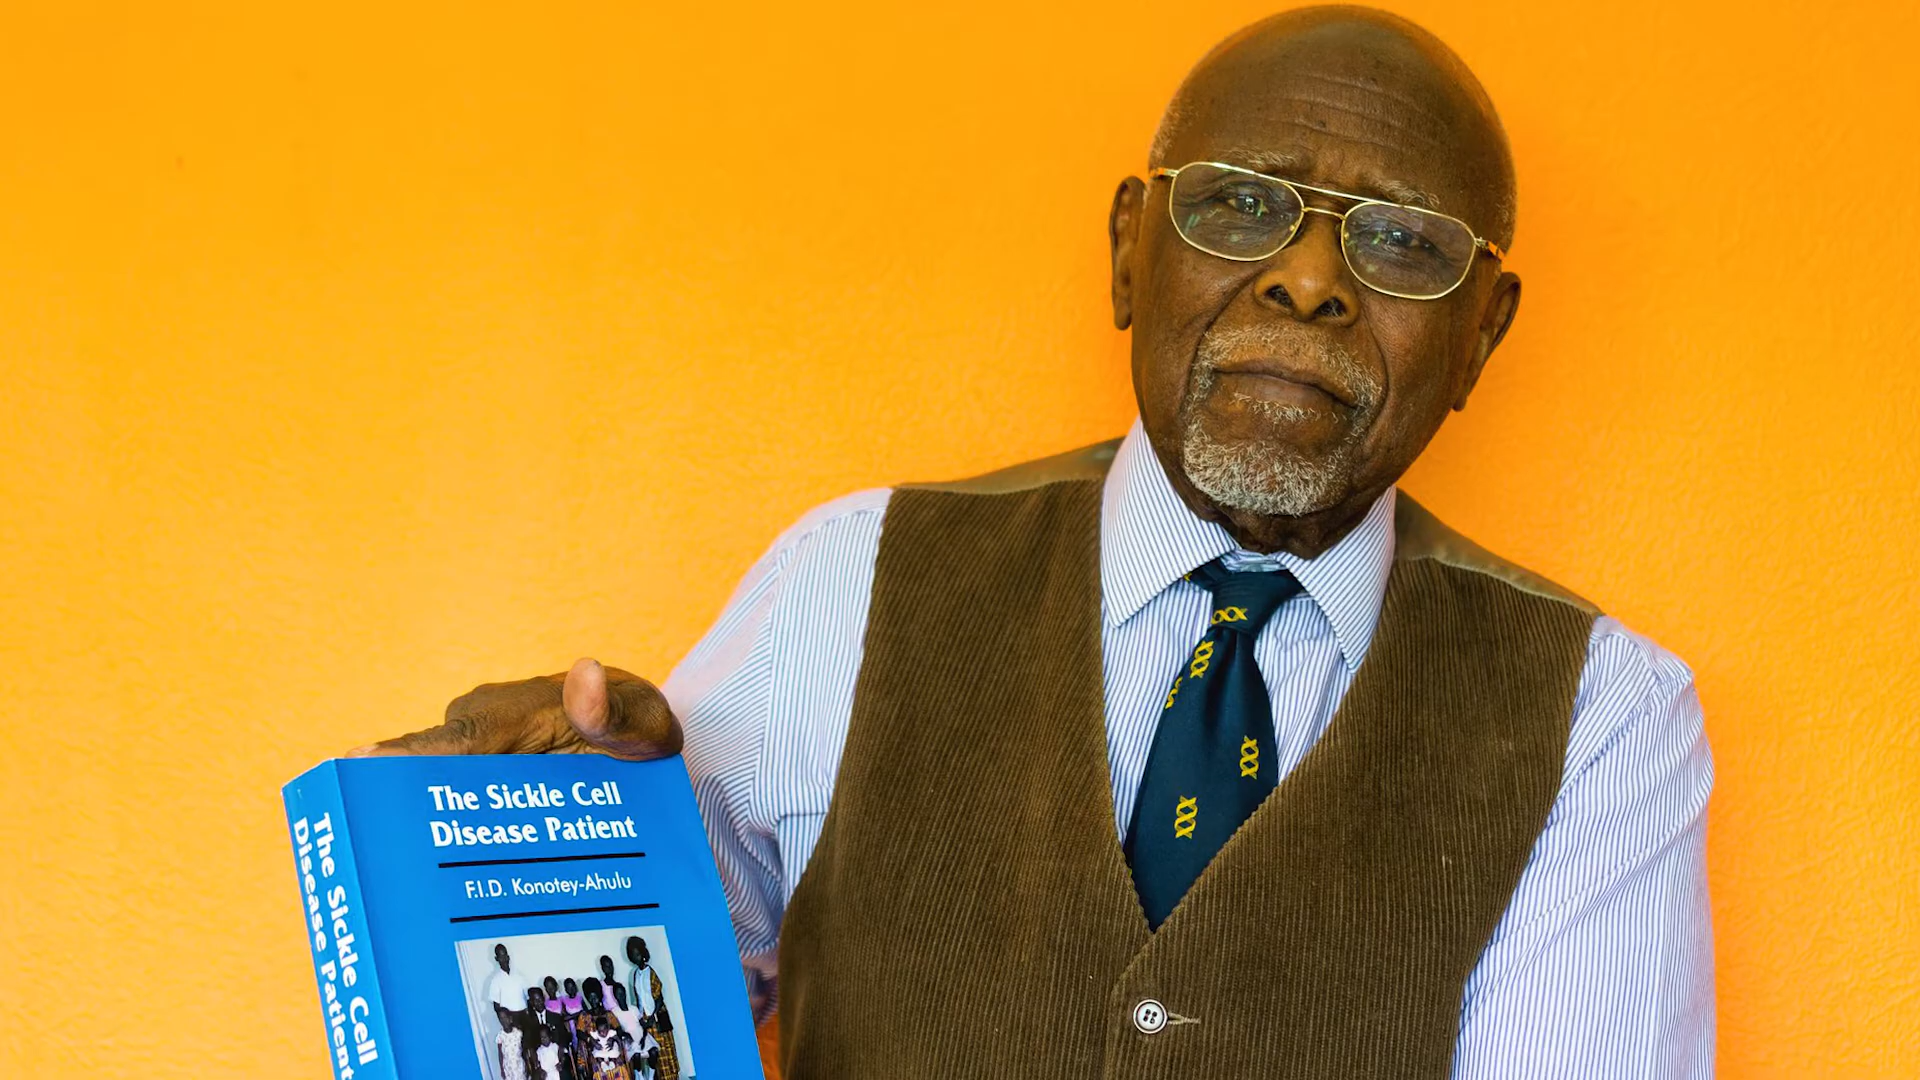 The Sickle Cell
Disease Patient
F.I.D. Konotey-Ahulu
The Sickle Cell
Disease Patient